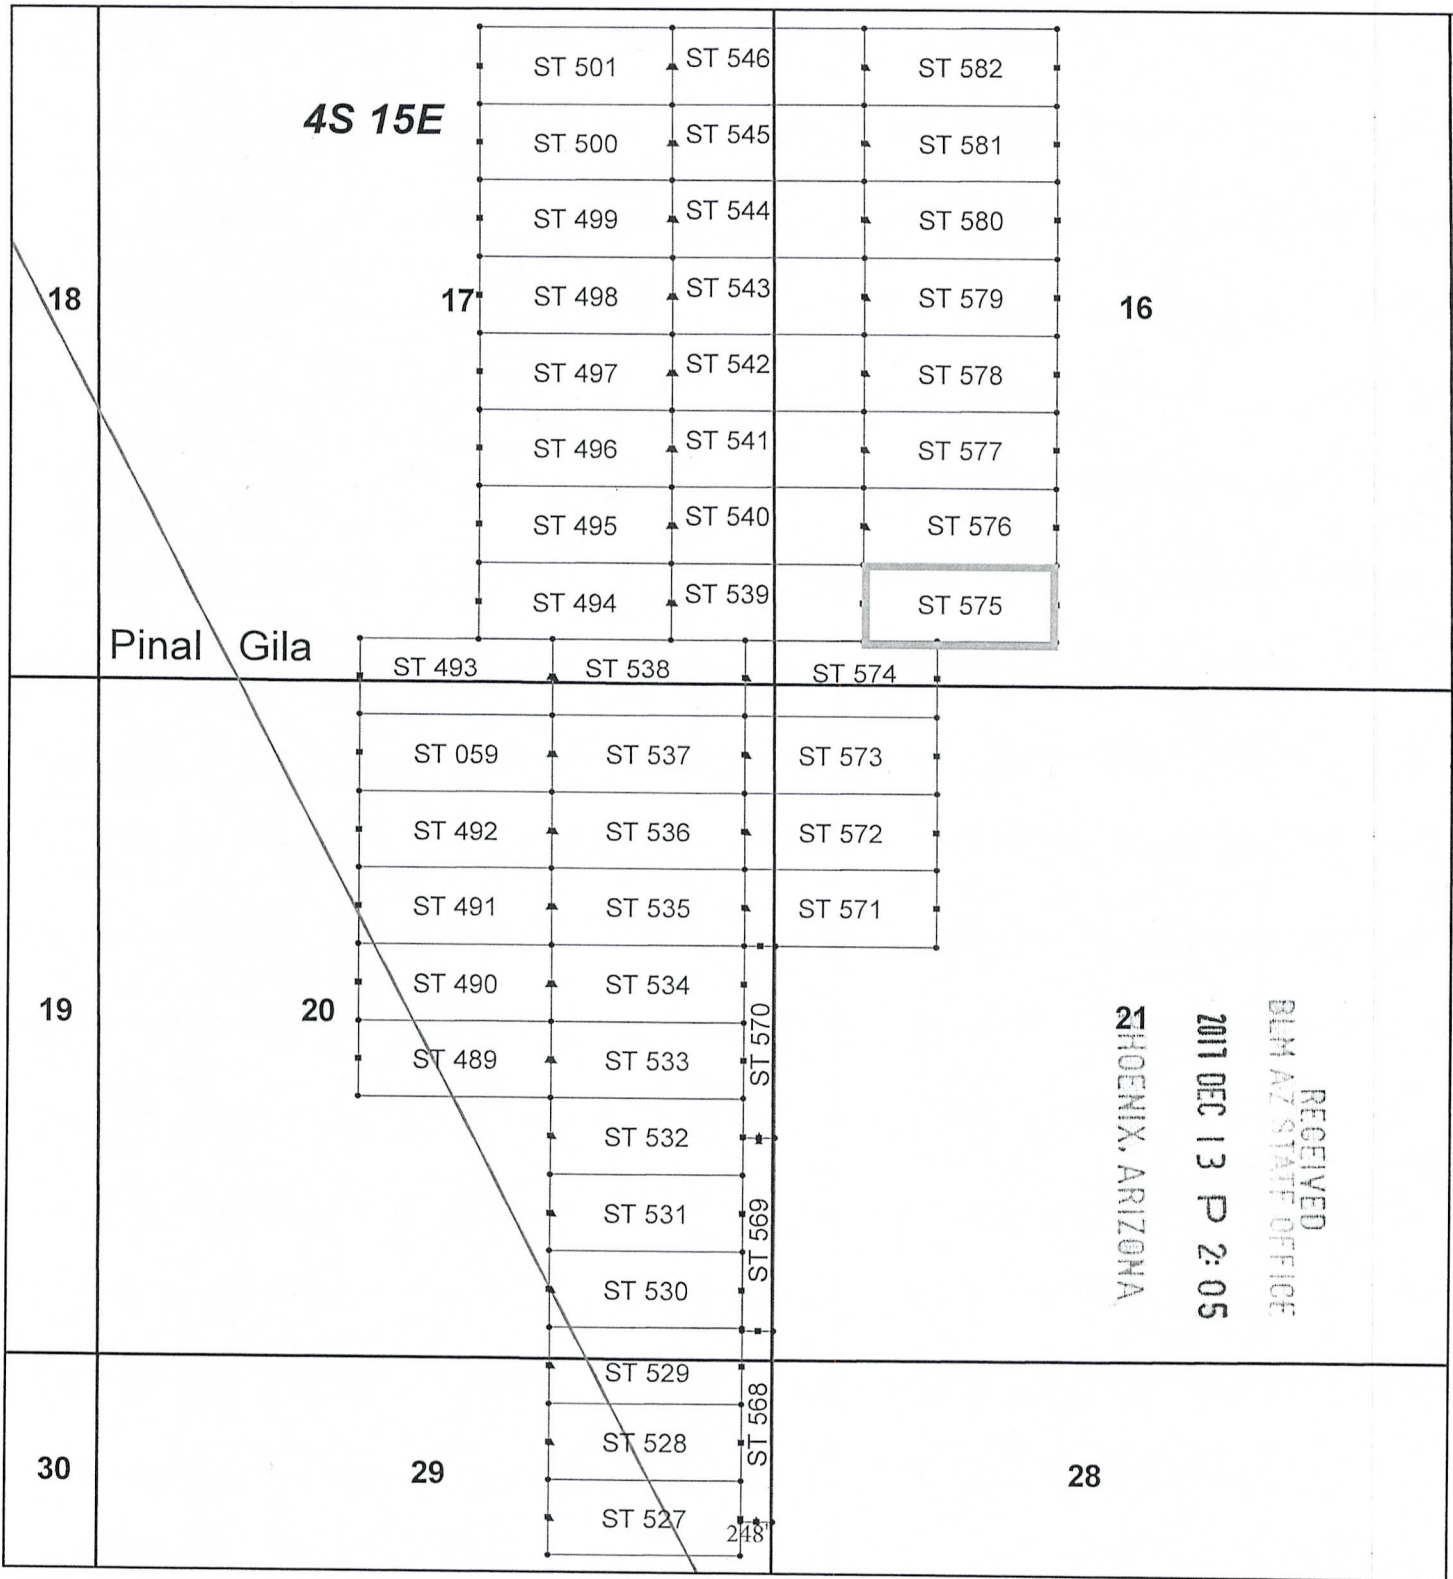 ST 501 ST 546 ST 582
4S 15E
ST 500 ST 545 ST 581
ST 499 ST 544 ST 580
18 17 ST 498 ST 543 ST 579 16
ST 497 ST 542 ST 578
ST 496 ST 541 ST 577
ST 495 ST 540 ST 576
ST 494 ST 539 ST 575
Pinal Gila
ST 493 ST 538 ST 574
ST 059 ST 537 ST 573
ST 492 ST 536 ST 572
ST 491 ST 535 ST 571
19 20 ST 490 ST 534 21
ST 489 ST 533 ST 570
ST 532
ST 531 ST 569
ST 530
ST 529
30 29 ST 528 ST 568 28
ST 527 248'
RECEIVED
BLM AZ STATE OFFICE
2017 DEC 13 P 2:05
PHOENIX, ARIZONA